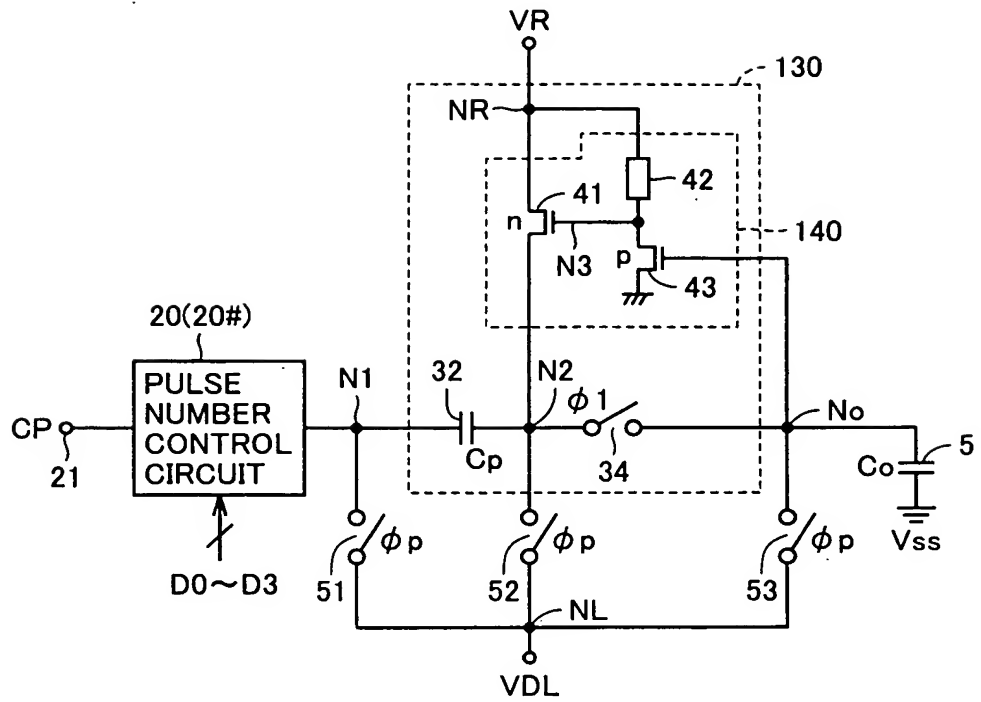 VR
130
NR
42
41
n
N3
p
43
140
20(20#)
PULSE
NUMBER
CONTROL
CIRCUIT
CP
21
N1
32
Cp
N2
ϕ1
34
No
Co
5
Vss
D0~D3
51
ϕp
52
ϕp
53
ϕp
NL
VDL